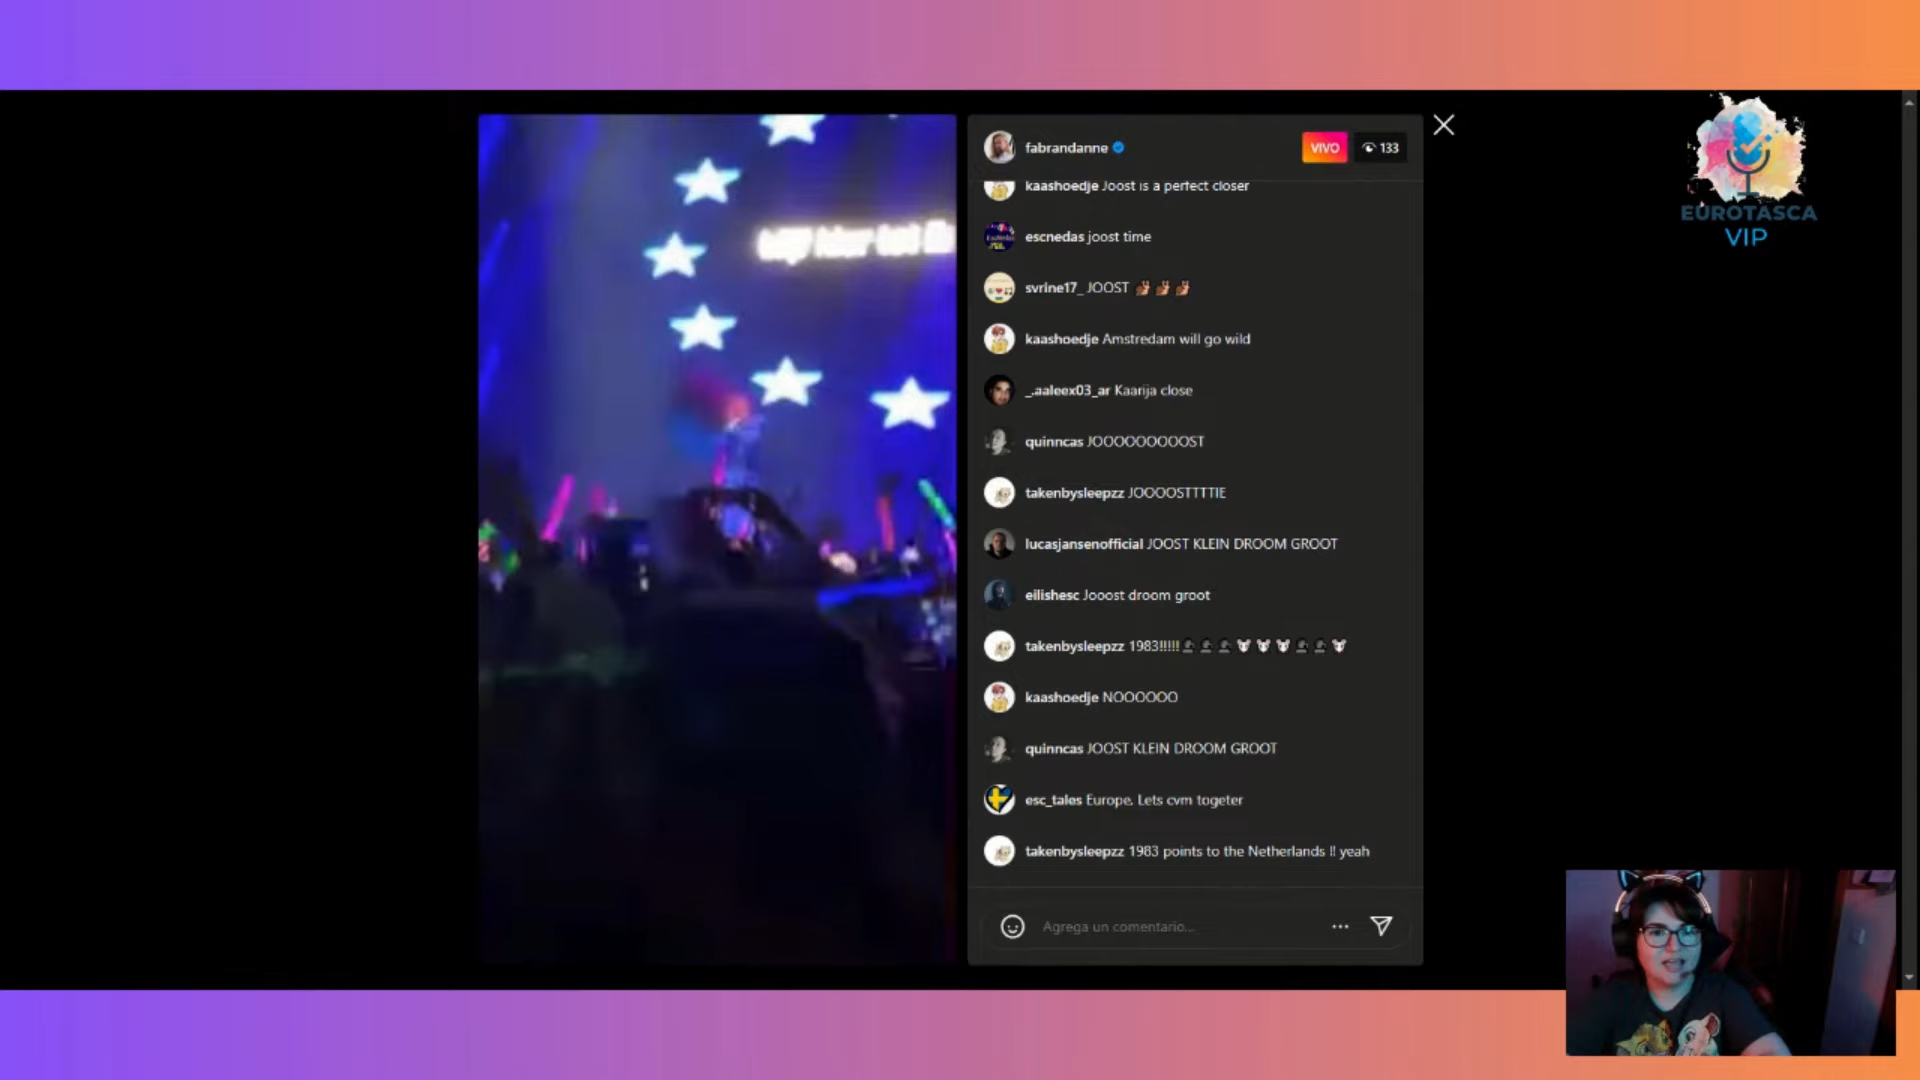 fabrandanne
VIVO
133
kaashoedje Joost is a perfect closer
escnedas joost time
svrine17_ JOOST
kaashoedje Amstredam will go wild
_.aaleex03_ar Kaarija close
quinncas JOOOOOOOOOST
takenbysleepzz JOOOOSTTTTIE
lucasjansenofficial JOOST KLEIN DROOM GROOT
eilishesc Jooost droom groot
takenbysleepzz 1983!!!!!
kaashoedje NOOOOOO
quinncas JOOST KLEIN DROOM GROOT
esc_tales Europe, Lets cvm togeter
takenbysleepzz 1983 points to the Netherlands !! yeah
Agrega un comentario...
EUROTASCA
VIP